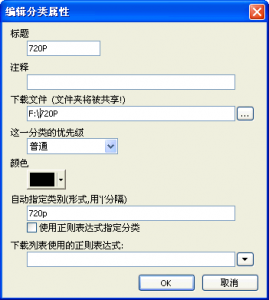 编辑分类属性
标题
720P
注释
下载文件 (文件夹将被共享!)
F:\720P
...
这一分类的优先级
普通
颜色
自动指定类别(形式,用'|'分隔)
720p
使用正则表达式指定分类
下载列表使用的正则表达式:
OK
取消